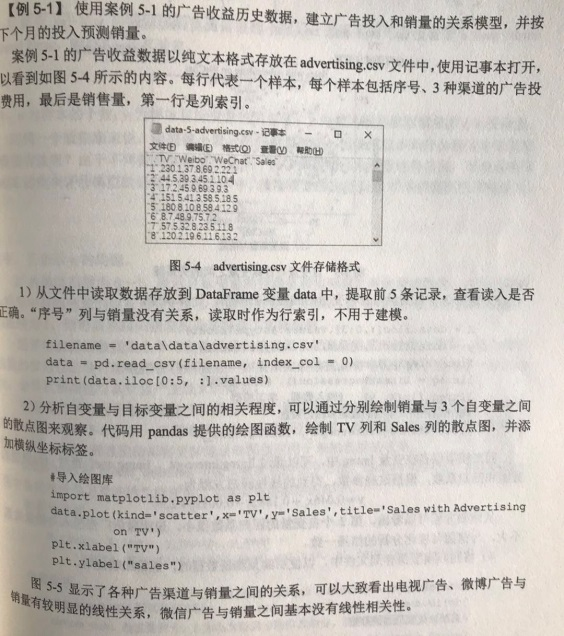 【例 5-1】 使用案例 5-1 的广告收益历史数据，建立广告投入和销量的关系模型，并按
下个月的投入预测销量。
案例 5-1 的广告收益数据以纯文本格式存放在 advertising.csv 文件中，使用记事本打开，
以看到如图 5-4 所示的内容。每行代表一个样本，每个样本包括序号、3 种渠道的广告投
费用，最后是销售量，第一行是列索引。
data-5-advertising.csv - 记事本
文件(F) 编辑(E) 格式(O) 查看(V) 帮助(H)
"","TV","Weibo","WeChat","Sales"
"1",230.1,37.8,69.2,22.1
"2",44.5,39.3,45.1,10.4
"3",17.2,45.9,69.3,9.3
"4",151.5,41.3,58.5,18.5
"5",180.8,10.8,58.4,12.9
"6",8.7,48.9,75,7.2
"7",57.5,32.8,23.5,11.8
"8",120.2,19.6,11.6,13.2
图 5-4 advertising.csv 文件存储格式
1）从文件中读取数据存放到 DataFrame 变量 data 中，提取前 5 条记录，查看读入是否
正确。“序号”列与销量没有关系，读取时作为行索引，不用于建模。
filename = 'data\data\advertising.csv'
data = pd.read_csv(filename, index_col = 0)
print(data.iloc[0:5, :].values)
2）分析自变量与目标变量之间的相关程度，可以通过分别绘制销量与 3 个自变量之间
的散点图来观察。代码用 pandas 提供的绘图函数，绘制 TV 列和 Sales 列的散点图，并添
加横纵坐标标签。
#导入绘图库
import matplotlib.pyplot as plt
data.plot(kind='scatter',x='TV',y='Sales',title='Sales with Advertising
on TV')
plt.xlabel("TV")
plt.ylabel("sales")
图 5-5 显示了各种广告渠道与销量之间的关系，可以大致看出电视广告、微博广告与
销量有较明显的线性关系，微信广告与销量之间基本没有线性相关性。